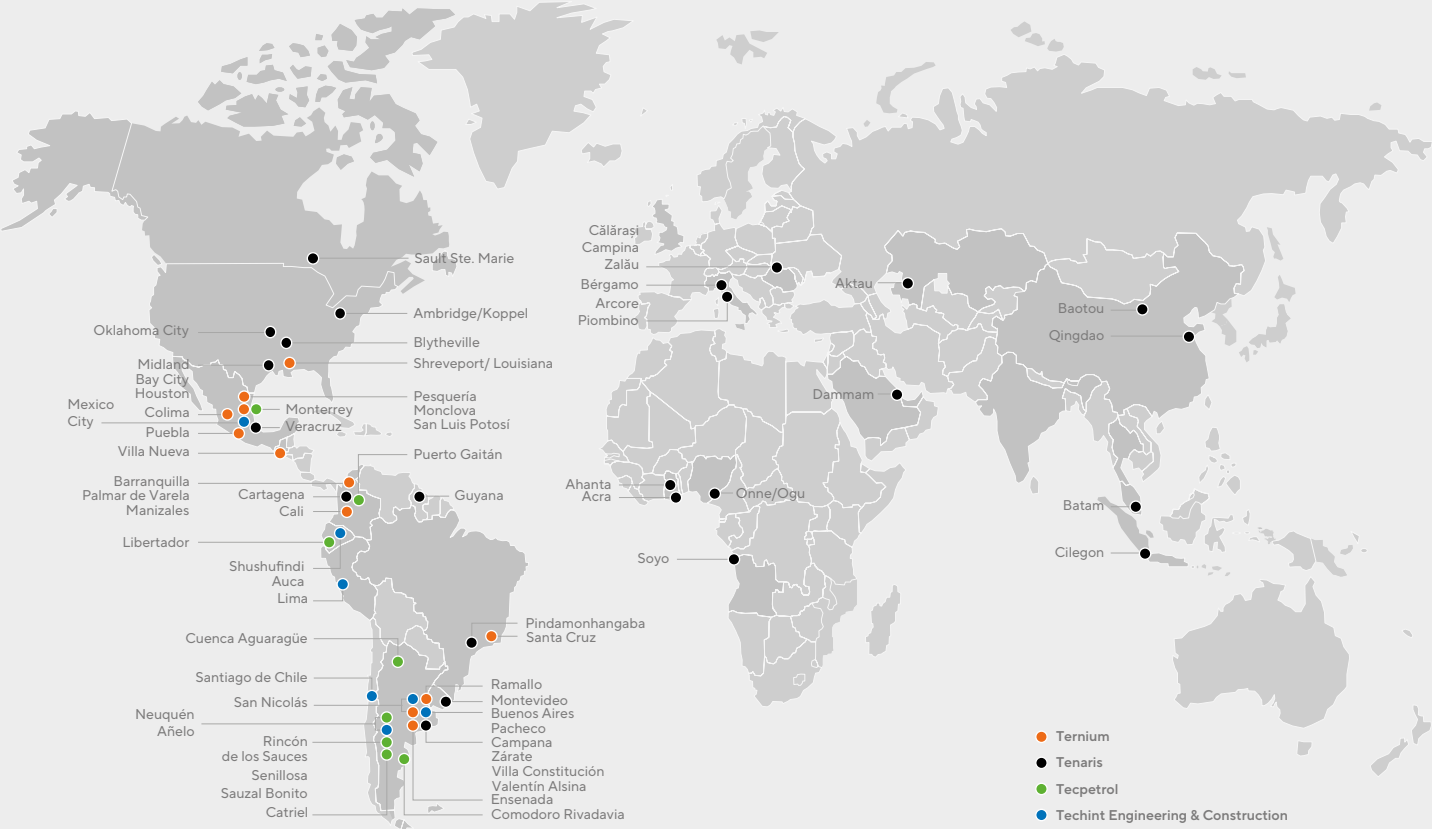 Sault Ste. Marie
Ambridge/Koppel
Oklahoma City
Blytheville
Midland
Shreveport/ Louisiana
Bay City
Houston
Pesquería
Mexico
City
Colima
Monterrey
Monclova
San Luis Potosí
Veracruz
Puebla
Villa Nueva
Puerto Gaitán
Barranquilla
Palmar de Varela
Manizales
Cartagena
Cali
Guyana
Libertador
Shushufindi
Auca
Lima
Pindamonhangaba
Santa Cruz
Cuenca Aguaragüe
Santiago de Chile
San Nicolás
Neuquén
Añelo
Rincón
de los Sauces
Senillosa
Sauzal Bonito
Catriel
Ramallo
Montevideo
Buenos Aires
Pacheco
Campana
Zárate
Villa Constitución
Valentín Alsina
Ensenada
Comodoro Rivadavia
Călărași
Campina
Zalău
Bérgamo
Arcore
Piombino
Aktau
Baotou
Qingdao
Dammam
Ahanta
Acra
Onne/Ogu
Soyo
Batam
Cilegon
Ternium
Tenaris
Tecpetrol
Techint Engineering & Construction